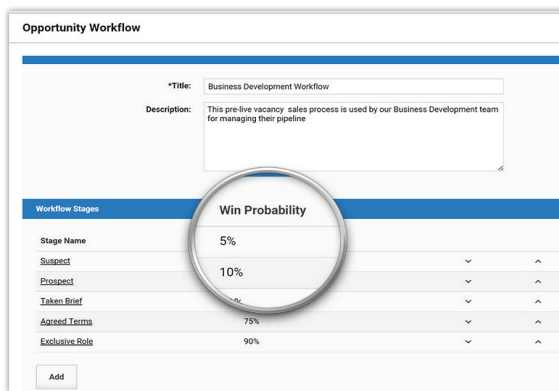 Opportunity Workflow
*Title: Business Development Workflow
Description: This pre-live vacancy sales process is used by our Business Development team
for managing their pipeline
Workflow Stages Win Probability
Stage Name 5%
Suspect
10%
Prospect
Taken Brief
Agreed Terms 75%
Exclusive Role 90%
Add